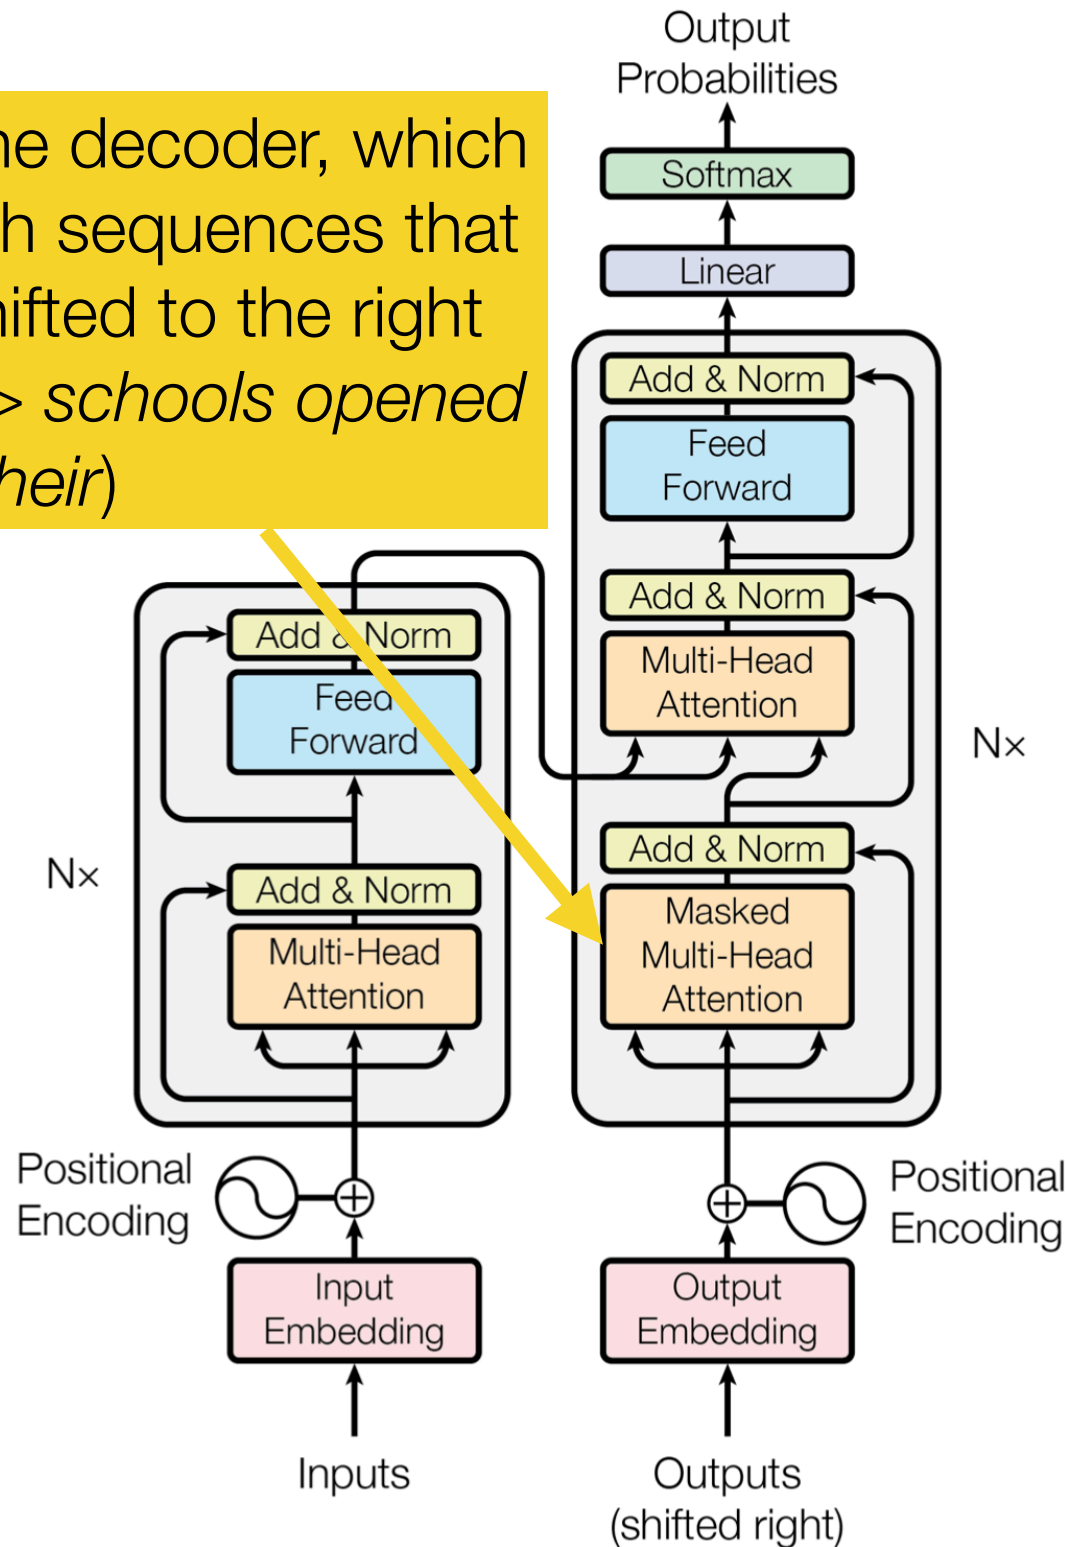 Output
Probabilities
he decoder, which
h sequences that
hifted to the right
> schools opened
heir)
Softmax
Linear
Add & Norm
Feed
Forward
Add & Norm
Multi-Head
Attention
Nx
Add & Norm
Masked
Multi-Head
Attention
Add & Norm
Feed
Forward
Nx
Add & Norm
Multi-Head
Attention
Positional
Encoding
Positional
Encoding
Input
Embedding
Output
Embedding
Inputs
Outputs
(shifted right)